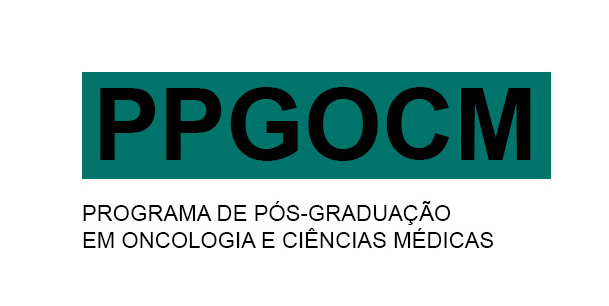 PPGOCM
PROGRAMA DE PÓS-GRADUAÇÃO
EM ONCOLOGIA E CIÊNCIAS MÉDICAS